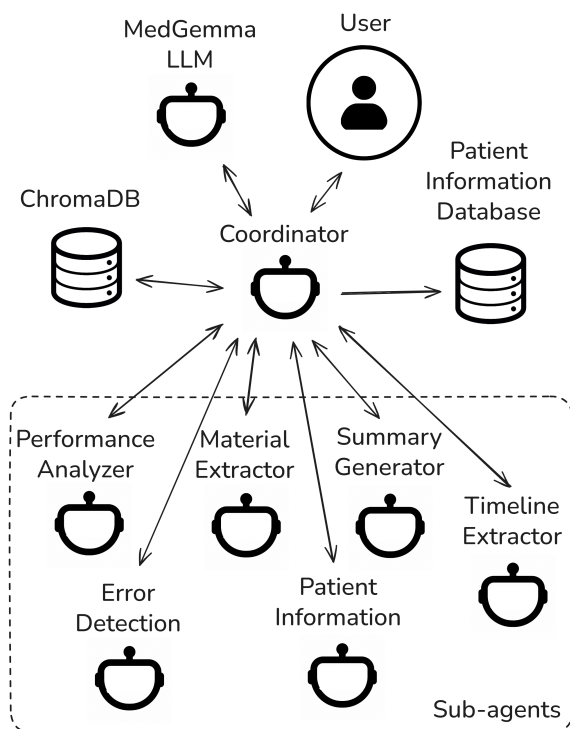 MedGemma
LLM
User
Patient
Information
Database
ChromaDB
Coordinator
Performance
Analyzer
Material
Extractor
Summary
Generator
Timeline
Extractor
Error
Detection
Patient
Information
Sub-agents